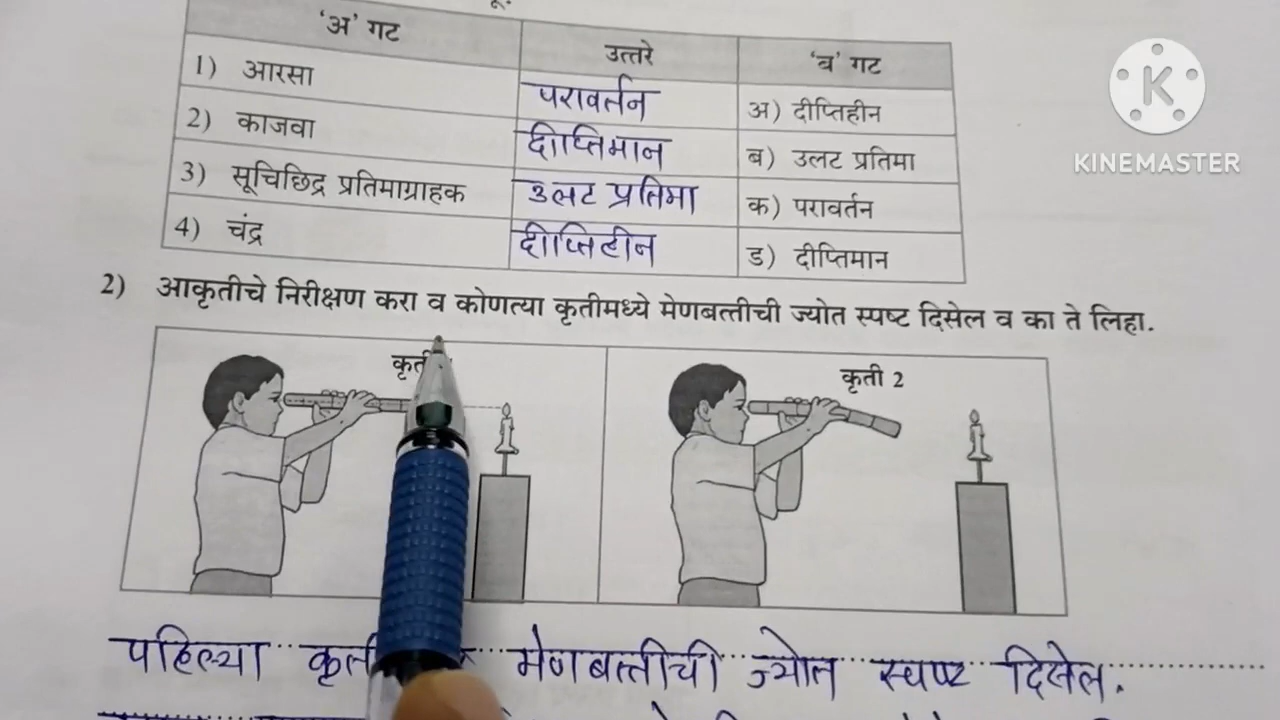 'अ' गट उत्तरे 'ब' गट
1) आरसा परावर्तन अ) दीप्तिहीन
2) काजवा दीप्तिमान ब) उलट प्रतिमा
3) सूचिछिद्र प्रतिमाग्राहक उलट प्रतिमा क) परावर्तन
4) चंद्र दीप्तिहीन ड) दीप्तिमान
2) आकृतीचे निरीक्षण करा व कोणत्या कृतीमध्ये मेणबत्तीची ज्योत स्पष्ट दिसेल व का ते लिहा.
कृती 2
पहिल्या मेणबत्तीची ज्योत स्पष्ट दिसेल.
K
KINEMASTER